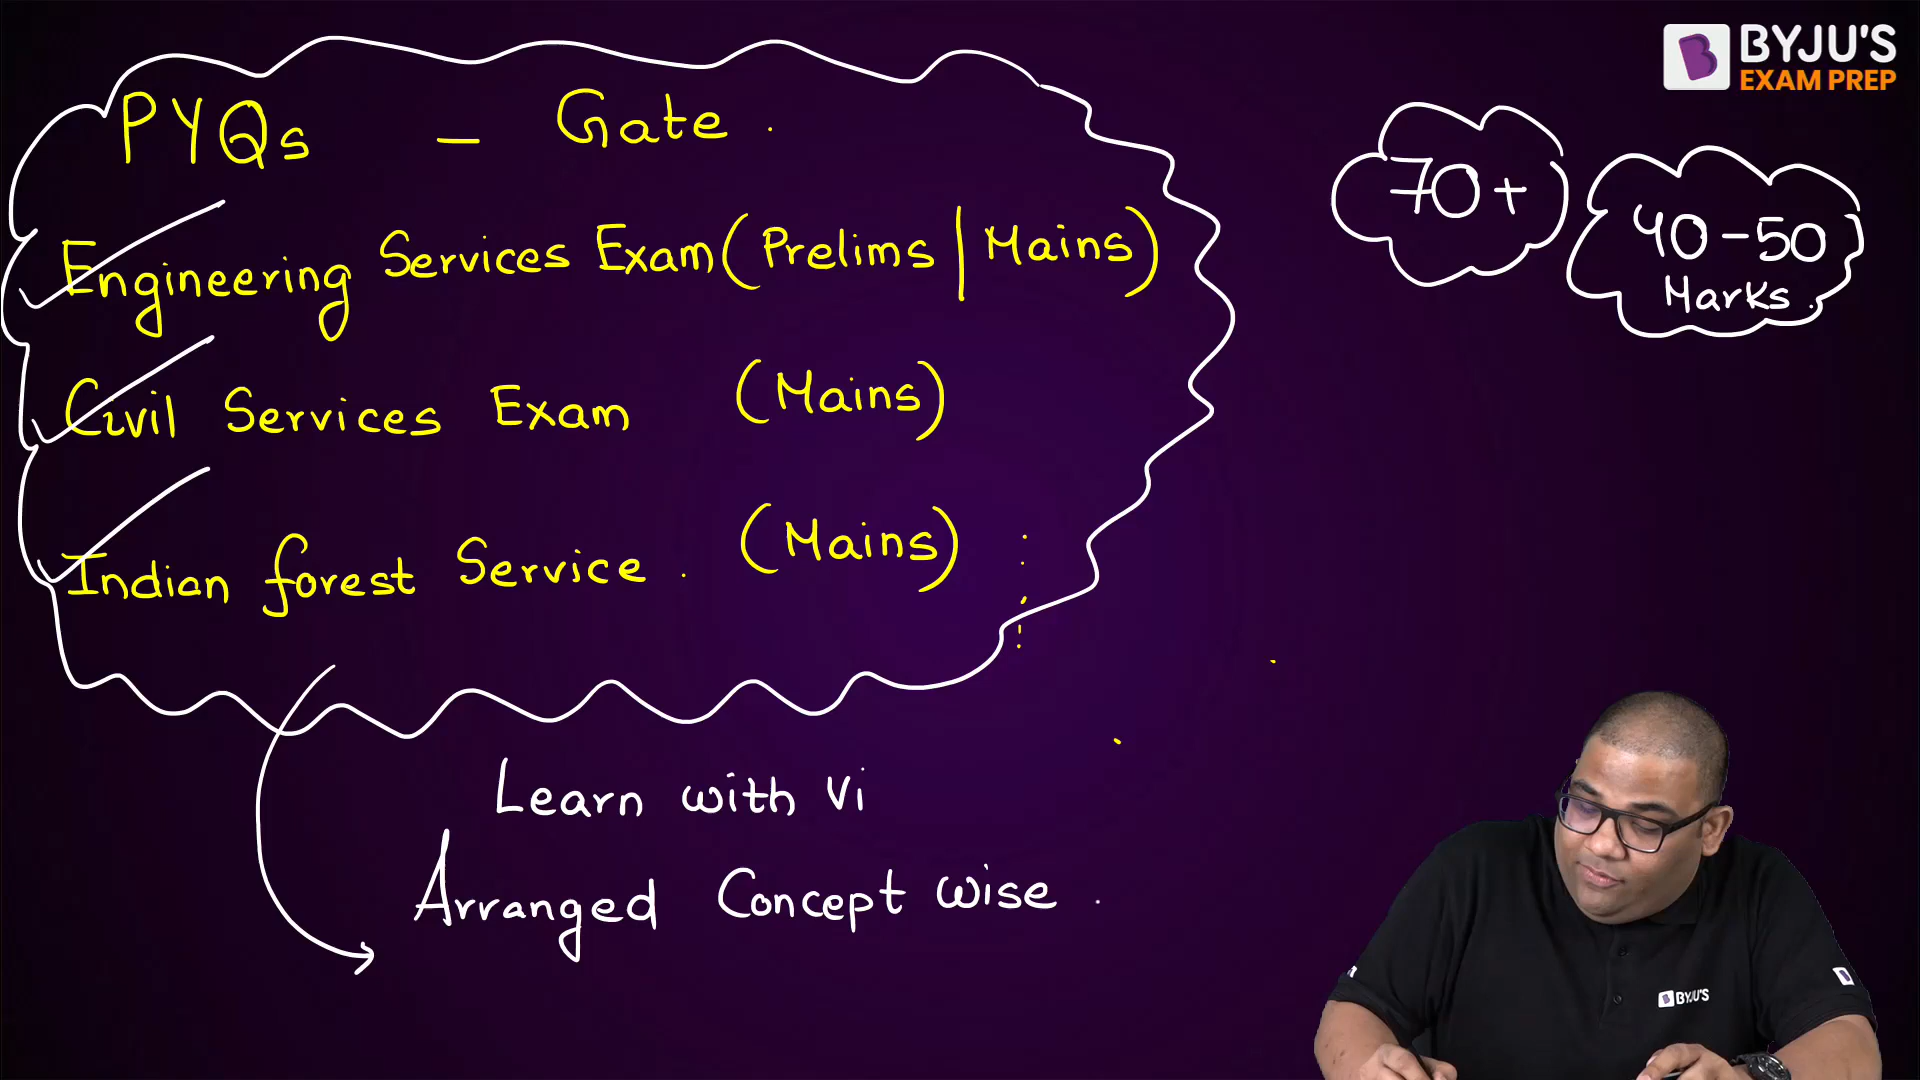 BYJU'S
EXAM PREP
PYQs - Gate.
70+
40-50
Marks.
Engineering Services Exam (Prelims | Mains)
Civil Services Exam (Mains)
Indian forest Service. (Mains)
Learn with Vi
Arranged Concept wise.
BYJU'S